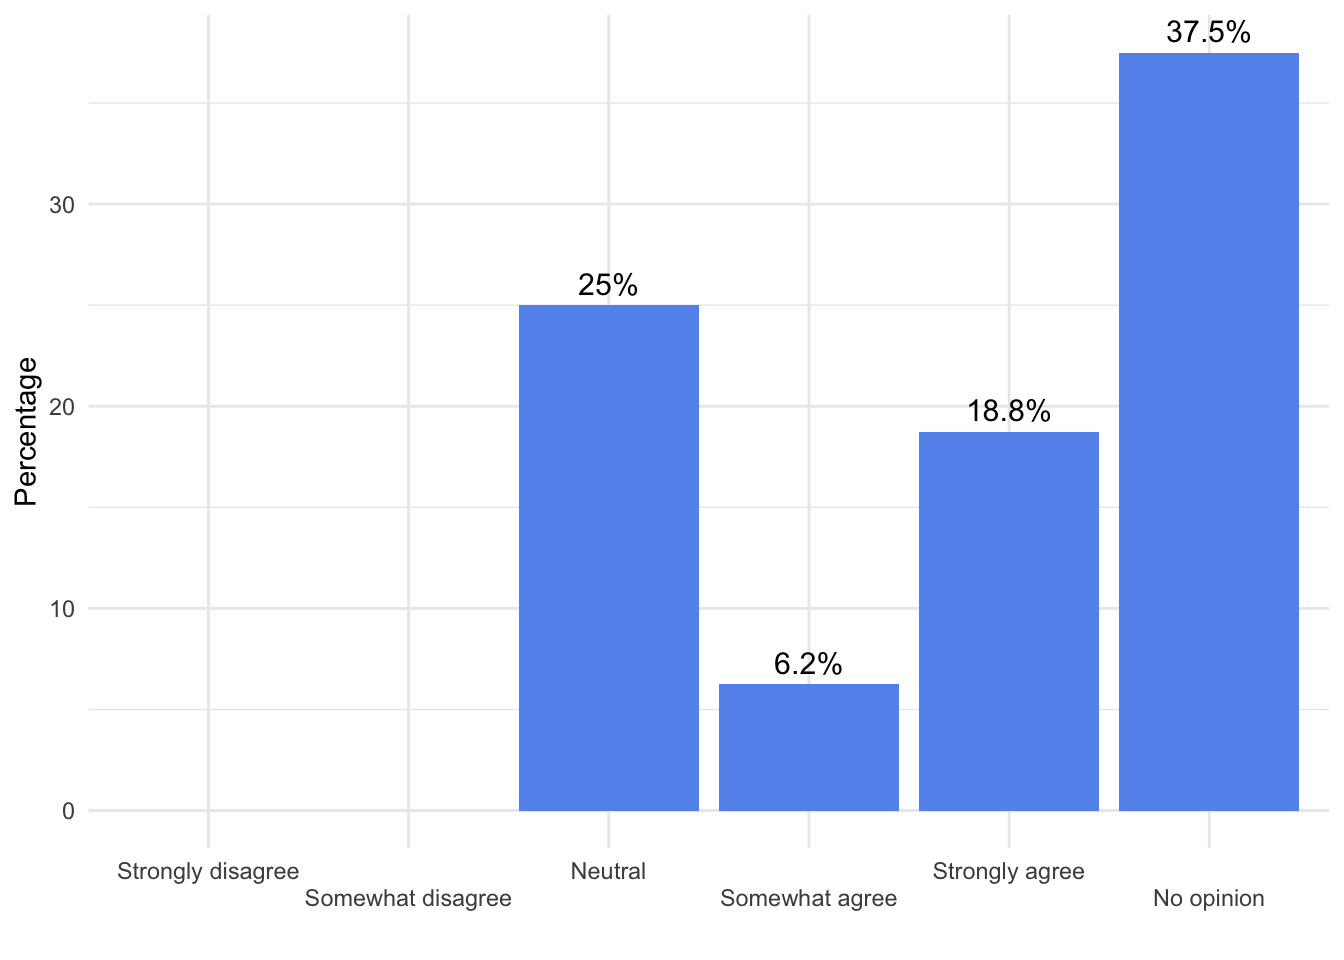 37.5%
30
25%
Percentage
20
18.8%
10
6.2%
0
Strongly disagree
Neutral
Strongly agree
Somewhat disagree
Somewhat agree
No opinion